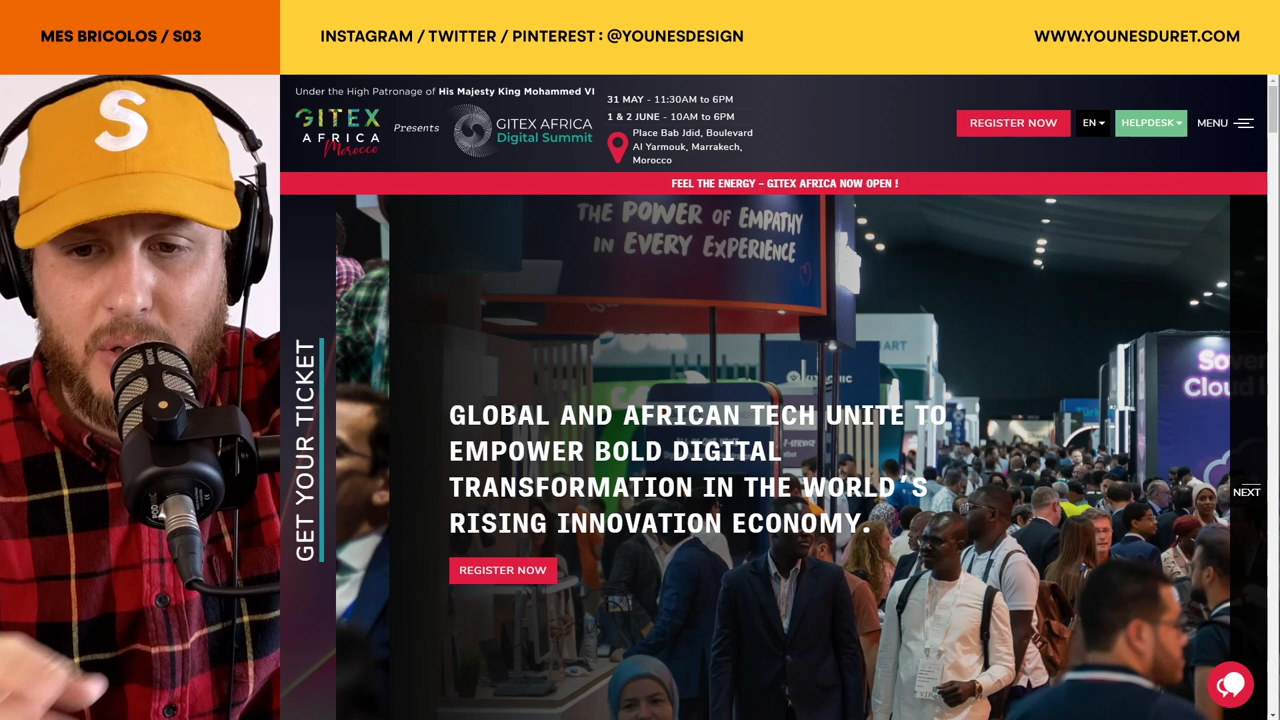 MES BRICOLOS / S03
INSTAGRAM / TWITTER / PINTEREST : @YOUNESDESIGN
WWW.YOUNESDURET.COM
S
Under the High Patronage of His Majesty King Mohammed VI
GITEX
AFRICA
Morocco
Presents
GITEX AFRICA
Digital Summit
31 MAY - 11:30AM to 6PM
1 & 2 JUNE - 10AM to 6PM
Place Bab Jdid, Boulevard
Al Yarmouk, Marrakech,
Morocco
REGISTER NOW
EN
HELPDESK
MENU
FEEL THE ENERGY – GITEX AFRICA NOW OPEN !
GET YOUR TICKET
THE POWER OF EMPATHY
IN EVERY EXPERIENCE
ART
GLOBAL AND AFRICAN TECH UNITE TO
EMPOWER BOLD DIGITAL
TRANSFORMATION IN THE WORLD'S
RISING INNOVATION ECONOMY.
REGISTER NOW
NEXT
Cloud